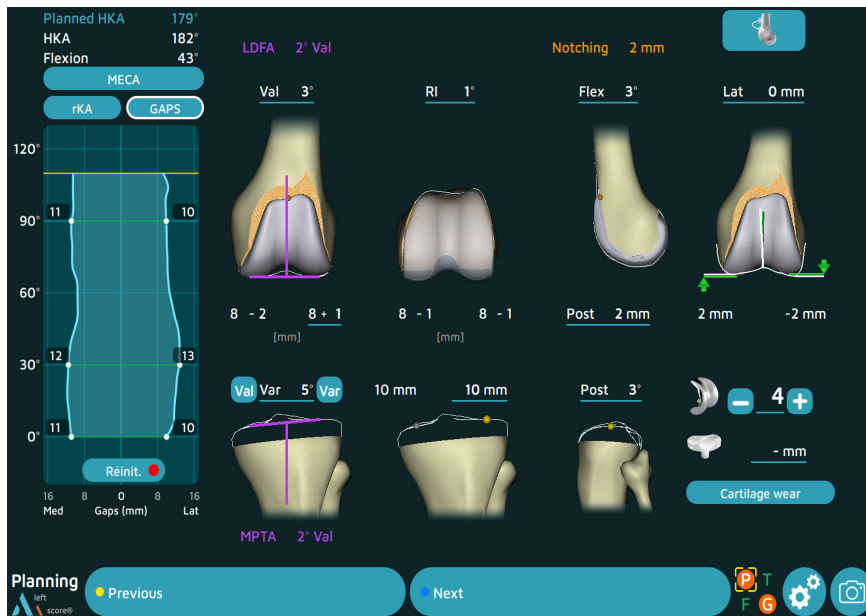 Planned HKA 179°
HKA 182°
Flexion 43°
MECA
rKA GAPS
LDFA 2° Val
Notching 2 mm
Val 3°
RI 1°
Flex 3°
Lat 0 mm
120°
90°
60°
30°
0°
11 10
12 13
11 10
Réinit.
16 8 0 8 16
Med Gaps (mm) Lat
8 - 2 8 + 1
[mm]
8 - 1 8 - 1
[mm]
Post 2 mm
2 mm -2 mm
Val Var 5° Var
10 mm 10 mm
Post 3°
4
- mm
Cartilage wear
MPTA 2° Val
Planning
left
score®
Previous
Next
P T
F G